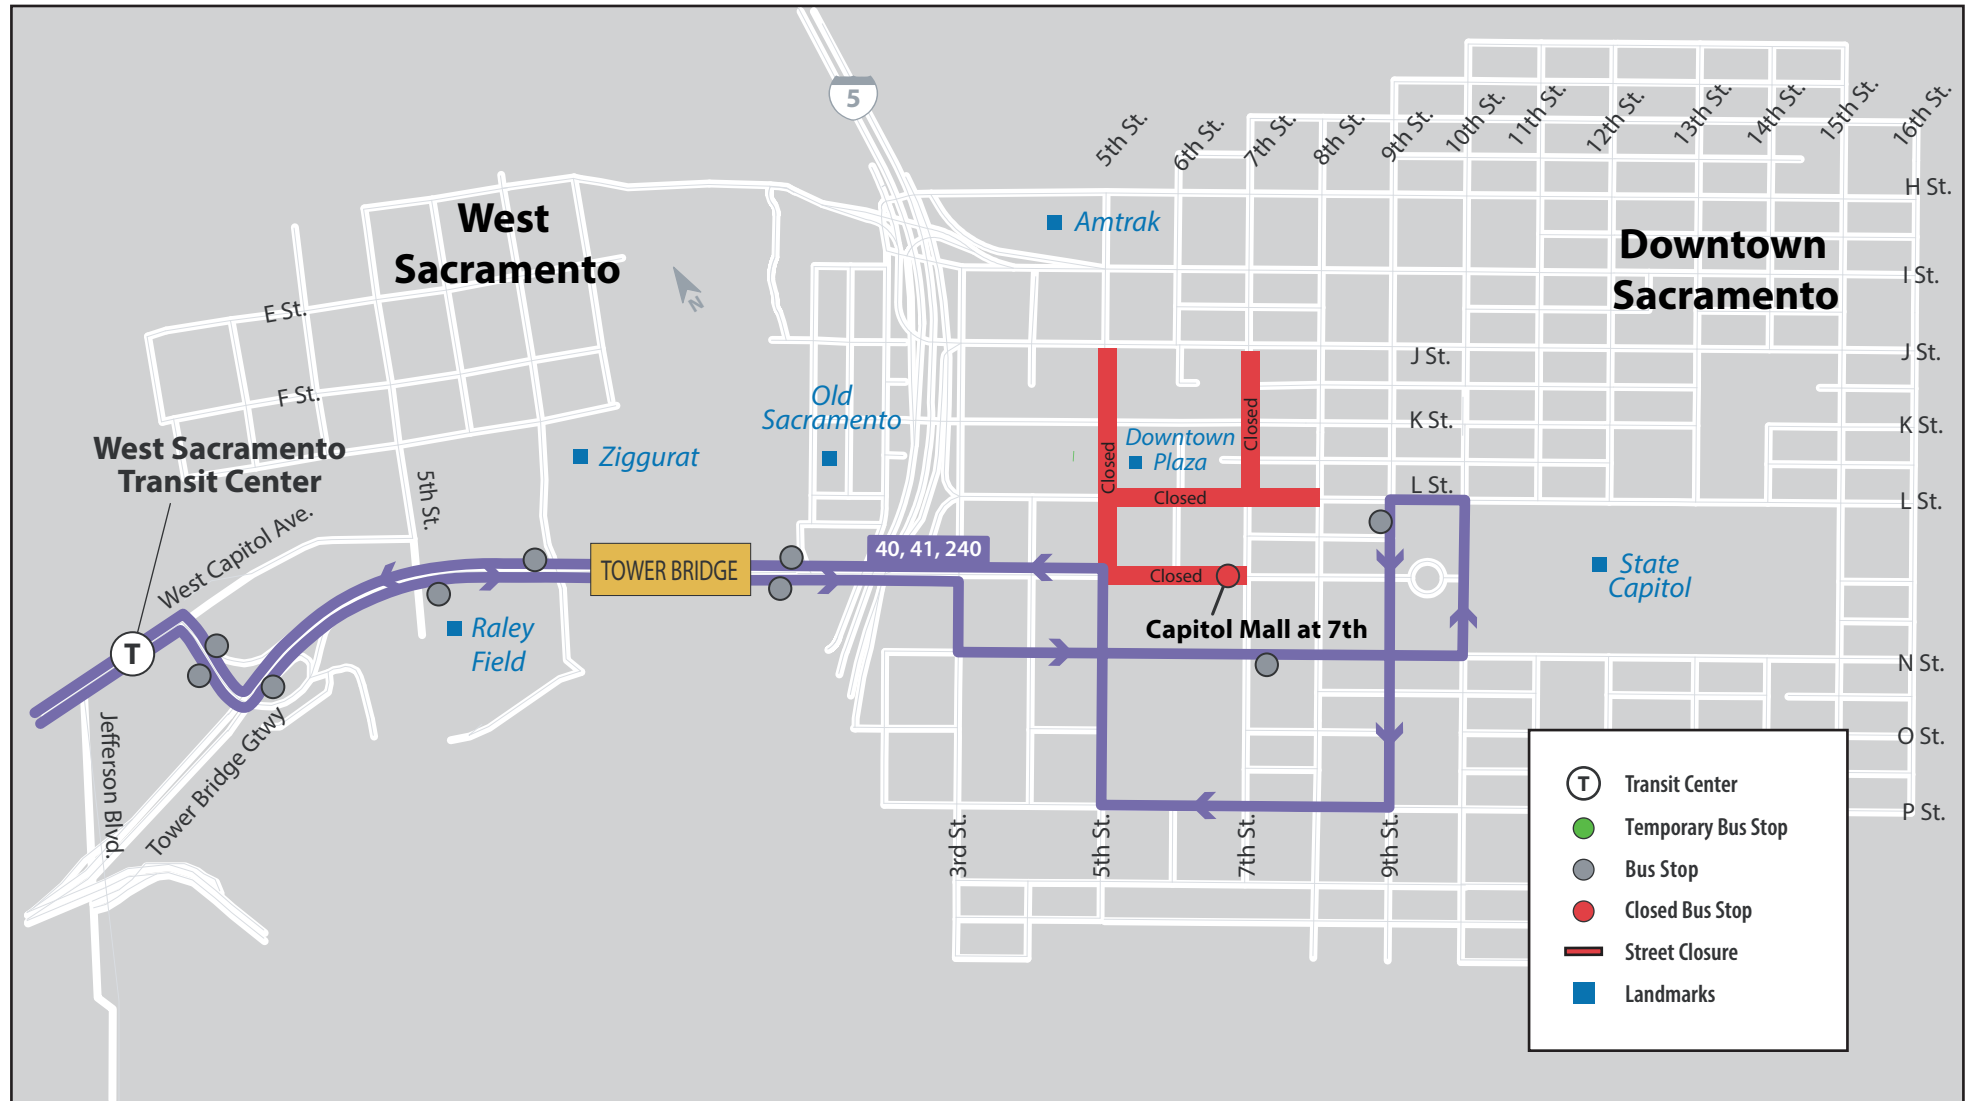 5
5th St.
6th St.
7th St.
8th St.
9th St.
10th St.
11th St.
12th St.
13th St.
14th St.
15th St.
16th St.
H St.
West
Sacramento
Amtrak
Downtown
Sacramento
I St.
N
E St.
J St.
J St.
F St.
Old
Sacramento
K St.
K St.
Closed
Closed
Downtown
Plaza
West Sacramento
Transit Center
Ziggurat
5th St.
L St.
L St.
Closed
West Capitol Ave.
40, 41, 240
TOWER BRIDGE
Closed
State
Capitol
Raley
Field
Capitol Mall at 7th
T
N St.
Jefferson Blvd.
Tower Bridge Gtwy
O St.
P St.
3rd St.
5th St.
7th St.
9th St.
T
Transit Center
Temporary Bus Stop
Bus Stop
Closed Bus Stop
Street Closure
Landmarks